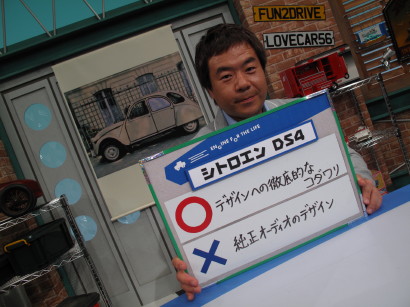 FUN2DRIVE
LOVECAR56
ENGINE FOR THE LIFE
シトロエン DS4
デザインへの徹底的な
コダワリ
純正オーディオのデザイン